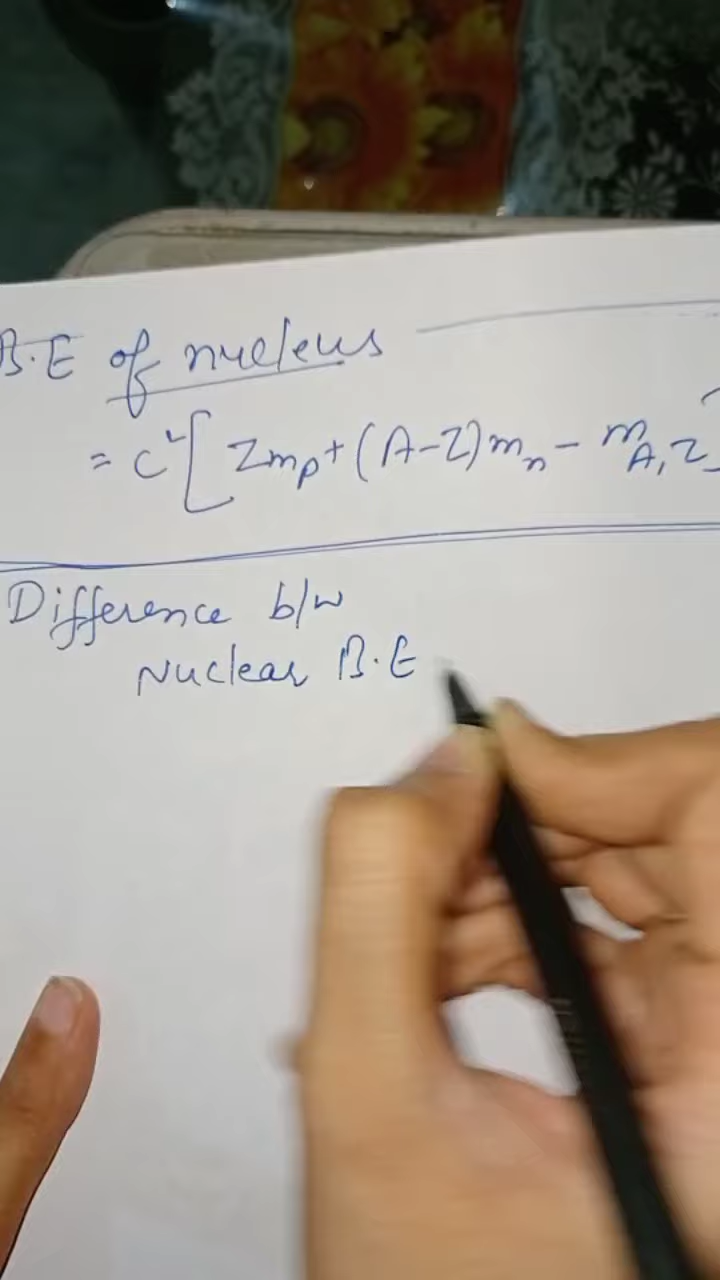 B.E of nucleus
= c²[Zmp+(A-Z)mn - mA,Z]
Difference b/w
Nuclear B.E